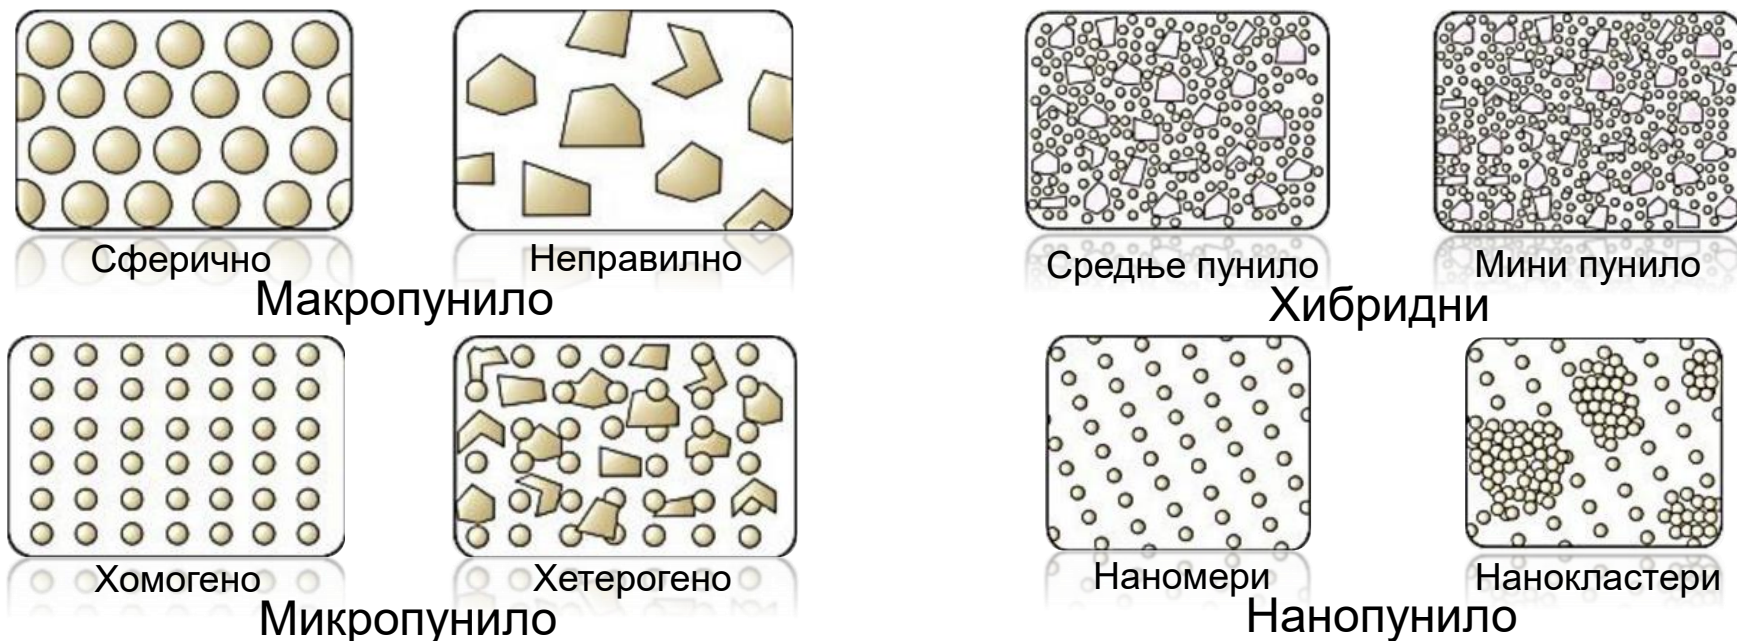 Сферично
Неправилно
Макропунило
Средње пунило
Мини пунило
Хибридни
Хомогено
Хетерогено
Микропунило
Наномери
Нанокластери
Нанопунило